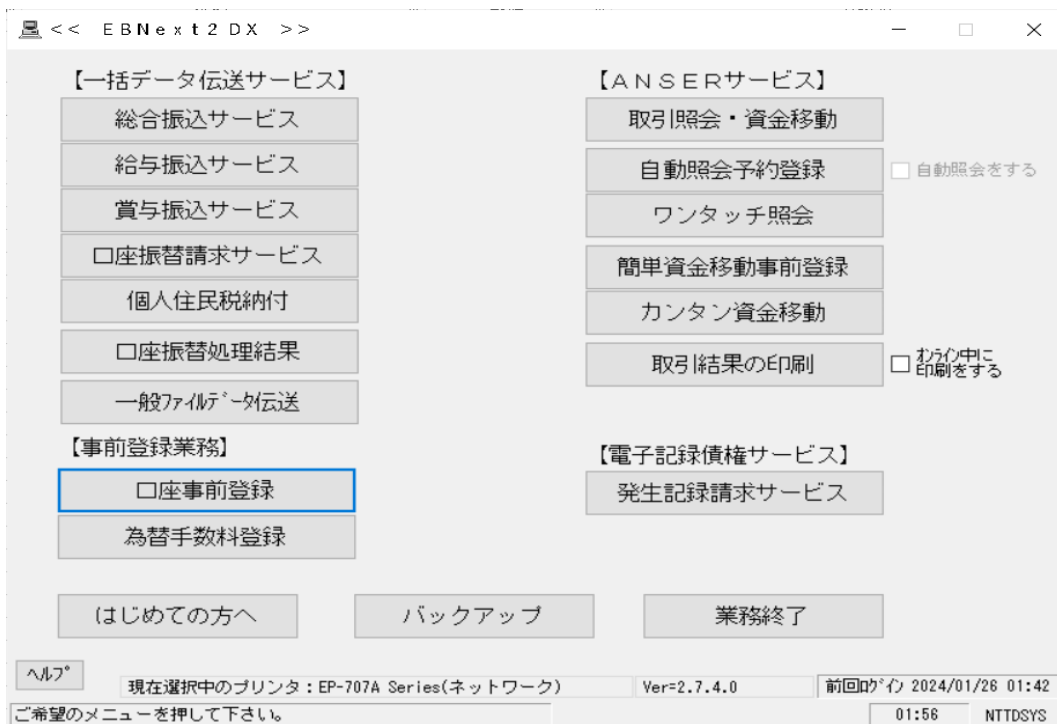 << EBNext2DX >>
【一括データ伝送サービス】
総合振込サービス
給与振込サービス
賞与振込サービス
口座振替請求サービス
個人住民税納付
口座振替処理結果
一般ﾌｧｲﾙﾃﾞｰﾀ伝送
【事前登録業務】
口座事前登録
為替手数料登録
【ANSERサービス】
取引照会・資金移動
自動照会予約登録
自動照会をする
ワンタッチ照会
簡単資金移動事前登録
カンタン資金移動
取引結果の印刷
ｵﾝﾗｲﾝ中に
印刷をする
【電子記録債権サービス】
発生記録請求サービス
はじめての方へ
バックアップ
業務終了
ﾍﾙﾌﾟ
現在選択中のプリンタ：EP-707A Series(ネットワーク)
Ver=2.7.4.0
前回ﾛｸﾞｲﾝ 2024/01/26 01:42
ご希望のメニューを押して下さい。
01:56
NTTDSYS